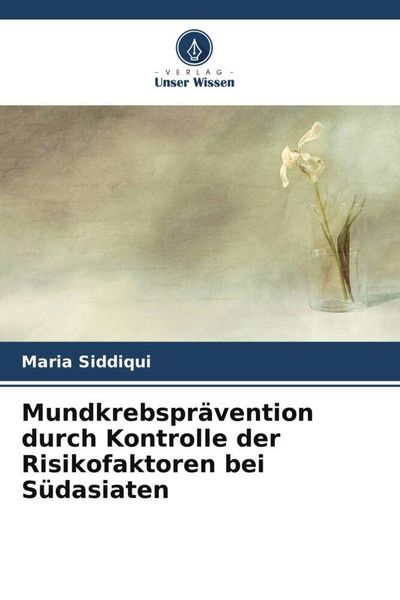 - VERLAG -
Unser Wissen
Maria Siddiqui
Mundkrebsprävention
durch Kontrolle der
Risikofaktoren bei
Südasiaten